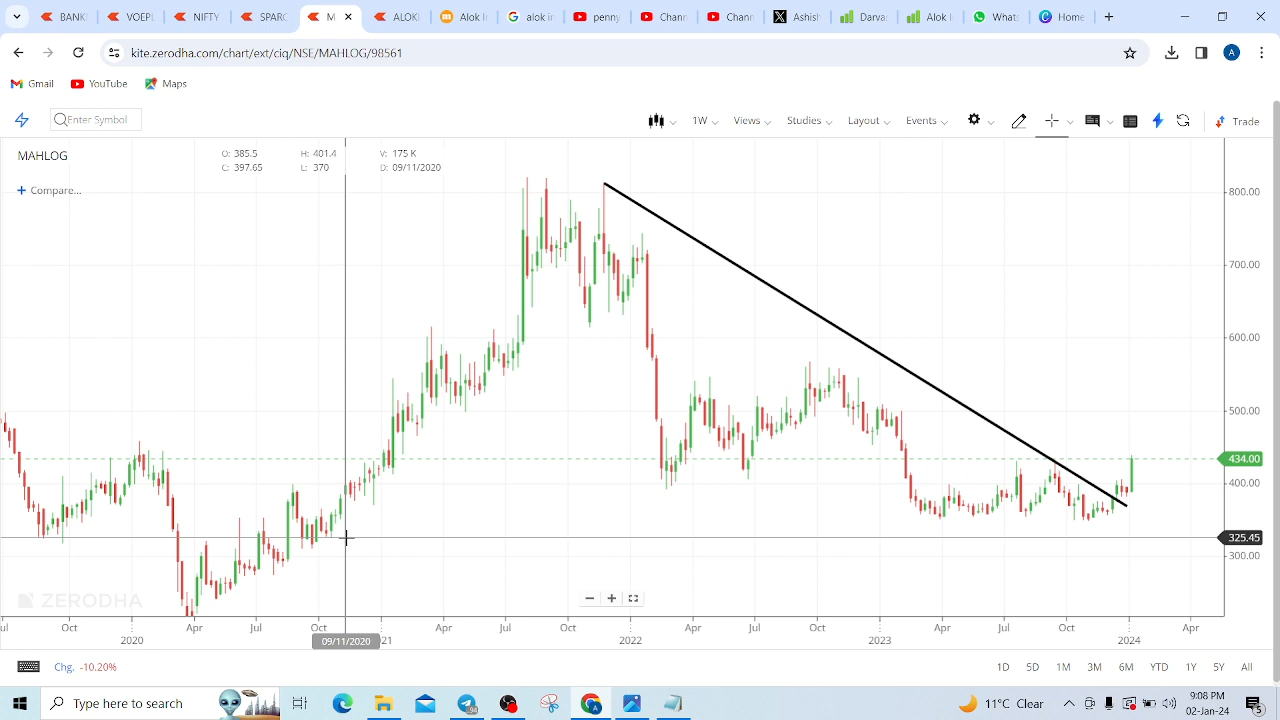 BANK
VOLT
NIFTY
SPAR
M
ALOK
Alok I
alok in
penny
Chann
Chann
Ashish
Darva
Alok I
Whats
Home
kite.zerodha.com/chart/ext/ciq/NSE/MAHLOG/98561
A
Gmail
YouTube
Maps
Enter Symbol
1W
Views
Studies
Layout
Events
Trade
MAHLOG
O: 385.5
H: 401.4
V: 175 K
C: 397.65
L: 370
D: 09/11/2020
Compare...
800.00
700.00
600.00
500.00
434.00
400.00
325.45
300.00
ZERODHA
Oct
Apr
Jul
Oct
Apr
Jul
Oct
Apr
Jul
Oct
Apr
Jul
Oct
Apr
2020
09/11/2020
21
2022
2023
2024
Chg. -10.20%
1D
5D
1M
3M
6M
YTD
1Y
5Y
All
Type here to search
11°C Clear
9:08 PM
02-Jan-24